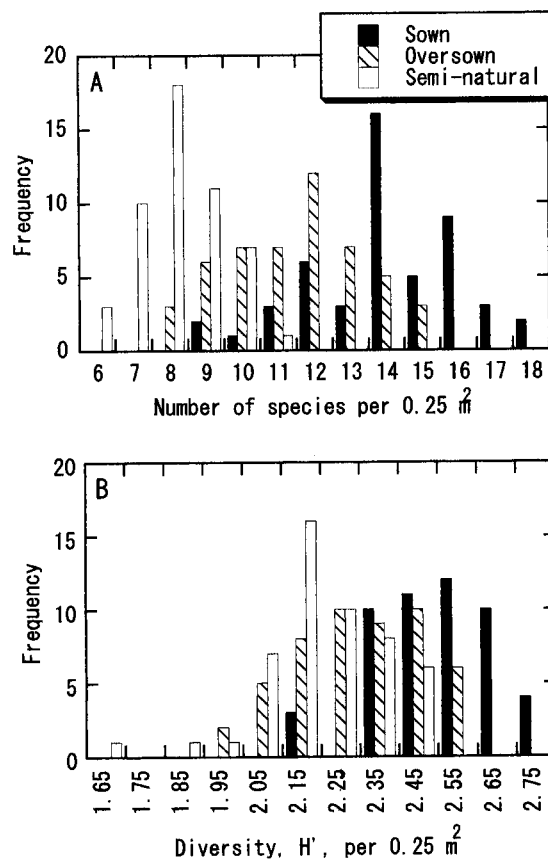 Sown
Oversown
Semi-natural
A
20
15
10
5
0
Frequency
6 7 8 9 10 11 12 13 14 15 16 17 18
Number of species per 0.25 m²
B
20
15
10
5
0
Frequency
1.65 1.75 1.85 1.95 2.05 2.15 2.25 2.35 2.45 2.55 2.65 2.75
Diversity, H', per 0.25 m²